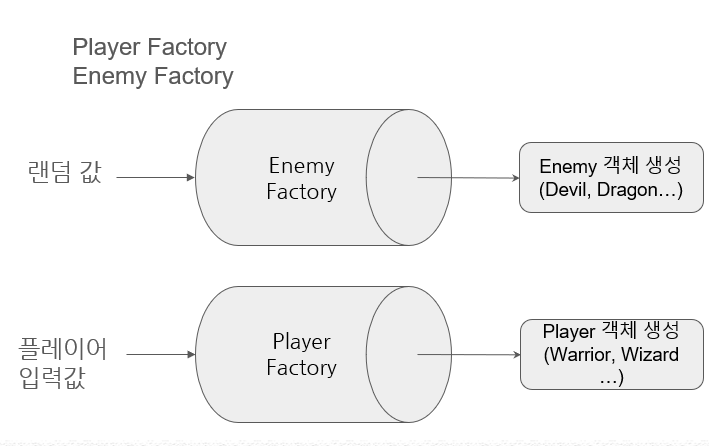 Player Factory
Enemy Factory
랜덤 값
Enemy
Factory
Enemy 객체 생성
(Devil, Dragon…)
플레이어
입력값
Player
Factory
Player 객체 생성
(Warrior, Wizard
…)